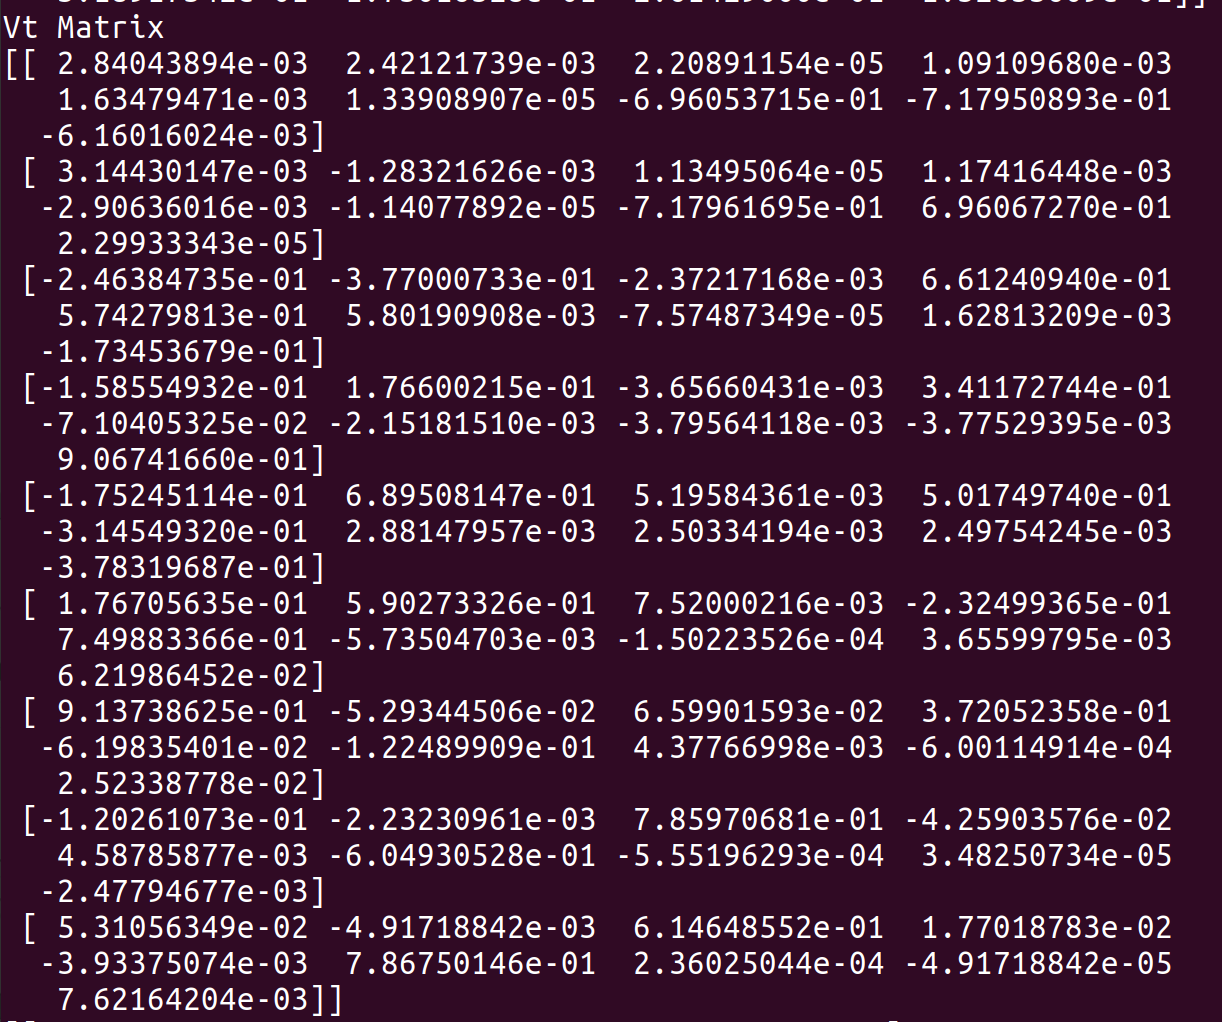 Vt Matrix
[[ 2.84043894e-03  2.42121739e-03  2.20891154e-05  1.09109680e-03
   1.63479471e-03  1.33908907e-05 -6.96053715e-01 -7.17950893e-01
  -6.16016024e-03]
 [ 3.14430147e-03 -1.28321626e-03  1.13495064e-05  1.17416448e-03
  -2.90636016e-03 -1.14077892e-05 -7.17961695e-01  6.96067270e-01
   2.29933343e-05]
 [-2.46384735e-01 -3.77000733e-01 -2.37217168e-03  6.61240940e-01
   5.74279813e-01  5.80190908e-03 -7.57487349e-05  1.62813209e-03
  -1.73453679e-01]
 [-1.58554932e-01  1.76600215e-01 -3.65660431e-03  3.41172744e-01
  -7.10405325e-02 -2.15181510e-03 -3.79564118e-03 -3.77529395e-03
   9.06741660e-01]
 [-1.75245114e-01  6.89508147e-01  5.19584361e-03  5.01749740e-01
  -3.14549320e-01  2.88147957e-03  2.50334194e-03  2.49754245e-03
  -3.78319687e-01]
 [ 1.76705635e-01  5.90273326e-01  7.52000216e-03 -2.32499365e-01
   7.49883366e-01 -5.73504703e-03 -1.50223526e-04  3.65599795e-03
   6.21986452e-02]
 [ 9.13738625e-01 -5.29344506e-02  6.59901593e-02  3.72052358e-01
  -6.19835401e-02 -1.22489909e-01  4.37766998e-03 -6.00114914e-04
   2.52338778e-02]
 [-1.20261073e-01 -2.23230961e-03  7.85970681e-01 -4.25903576e-02
   4.58785877e-03 -6.04930528e-01 -5.55196293e-04  3.48250734e-05
  -2.47794677e-03]
 [ 5.31056349e-02 -4.91718842e-03  6.14648552e-01  1.77018783e-02
  -3.93375074e-03  7.86750146e-01  2.36025044e-04 -4.91718842e-05
   7.62164204e-03]]